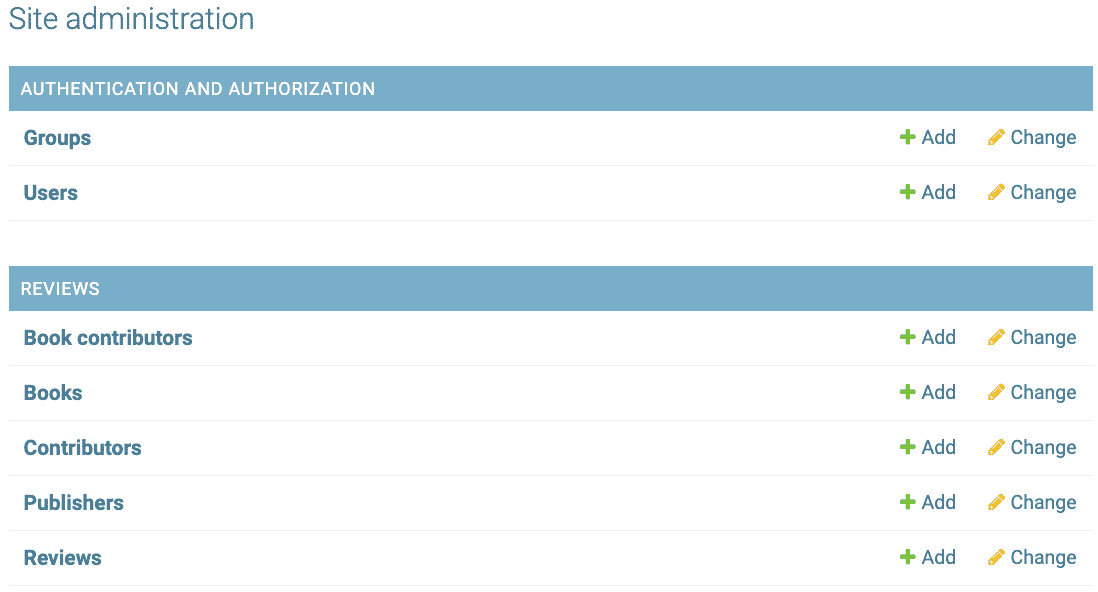 Site administration
AUTHENTICATION AND AUTHORIZATION
Groups Add Change
Users Add Change
REVIEWS
Book contributors Add Change
Books Add Change
Contributors Add Change
Publishers Add Change
Reviews Add Change